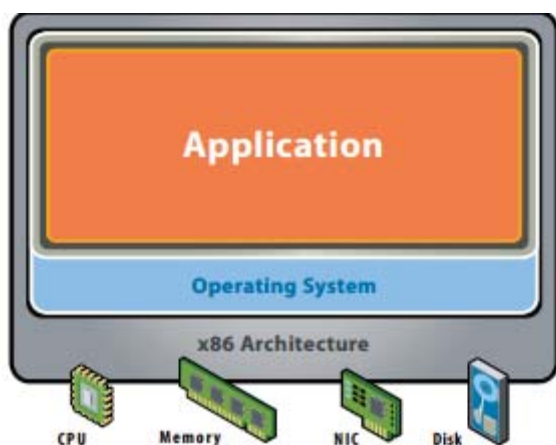 Application
Operating System
x86 Architecture
CPU Memory NIC Disk